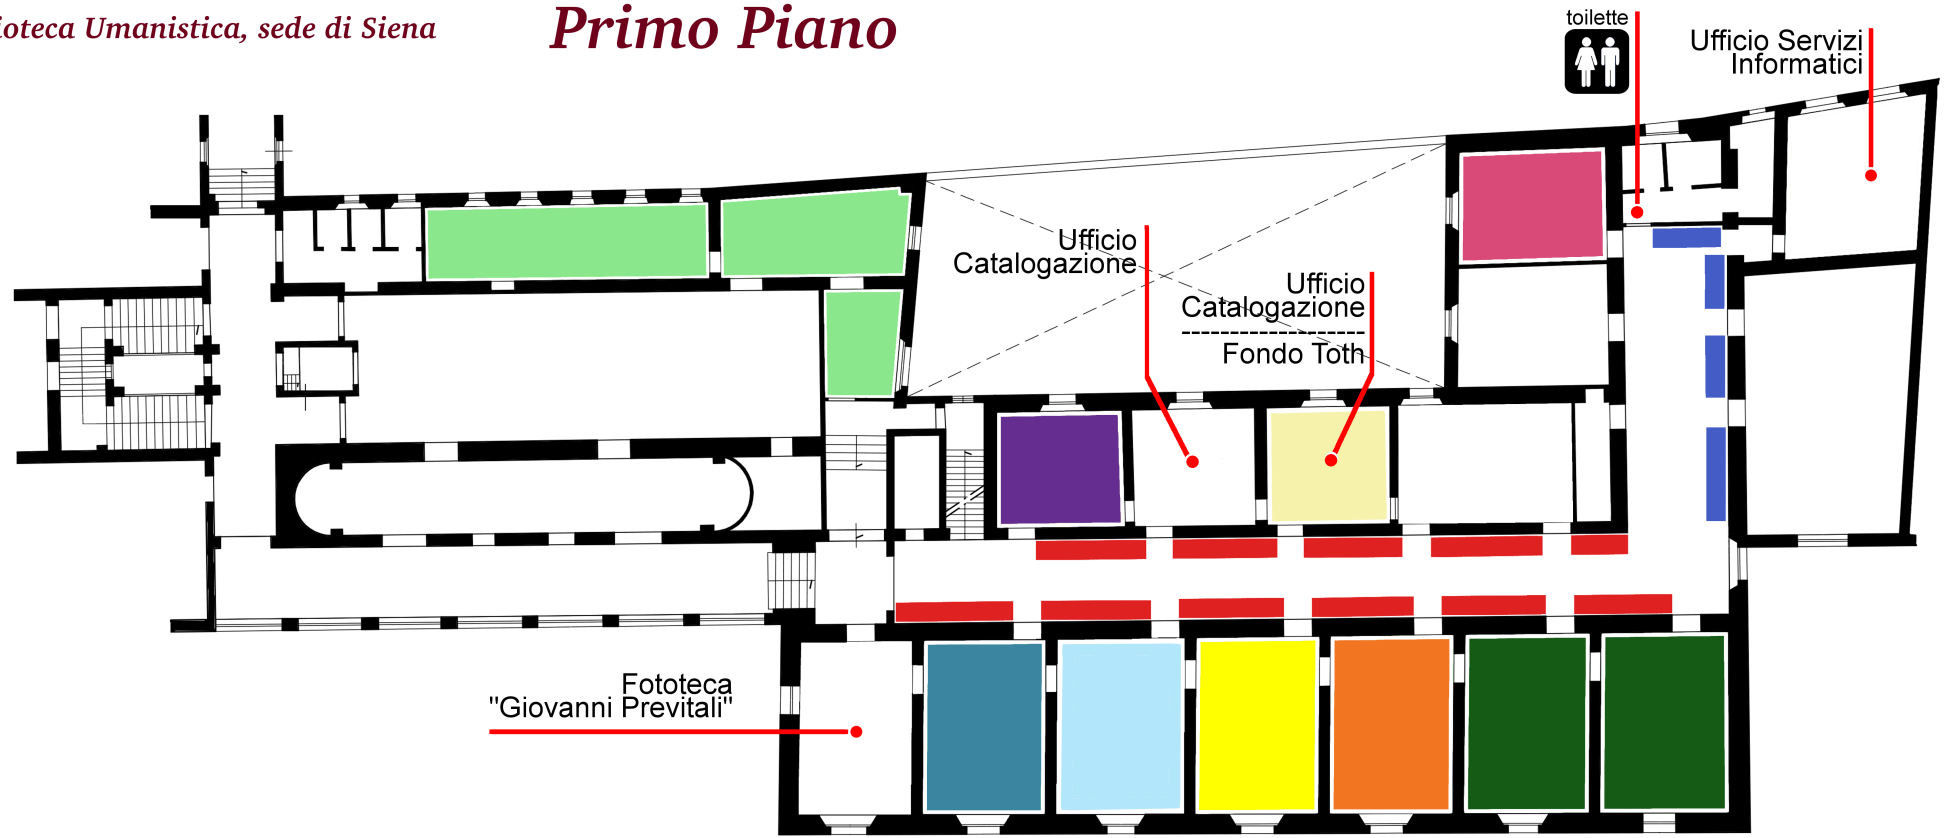 Umanistica, sede di Siena
Primo Piano
toilette
Ufficio Servizi
Informatici
Ufficio
Catalogazione
Ufficio
Catalogazione
-------------------
Fondo Toth
Fototeca
"Giovanni Previtali"